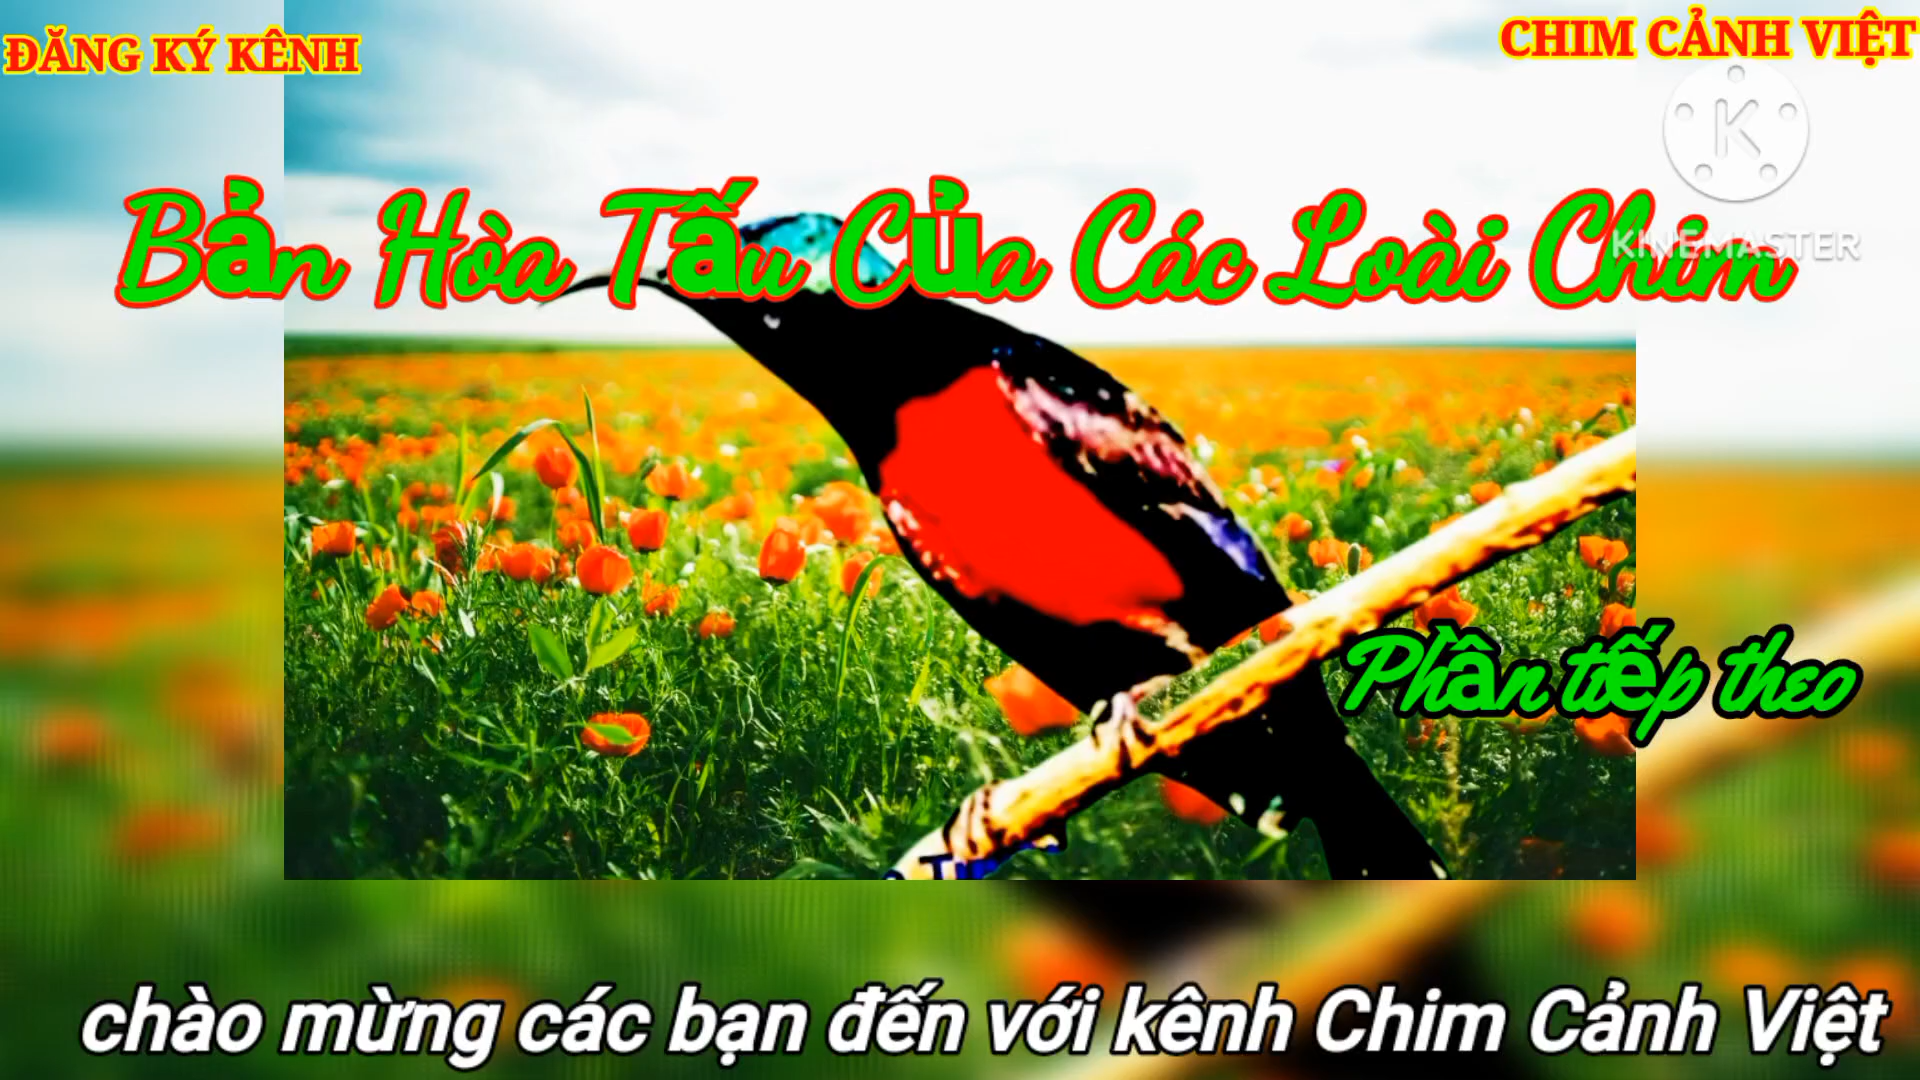 ĐĂNG KÝ KÊNH
CHIM CẢNH VIỆT
K
KINEMASTER
Bản Hòa Tấu Của Các Loài Chim
Phần tiếp theo
chào mừng các bạn đến với kênh Chim Cảnh Việt